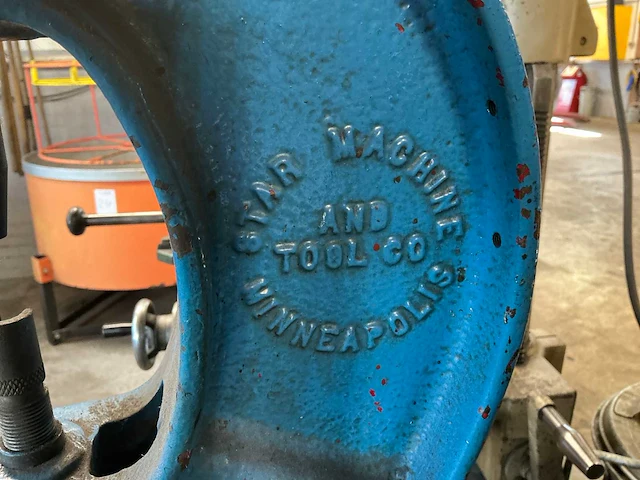 STAR MACHINE
AND
TOOL CO
MINNEAPOLIS